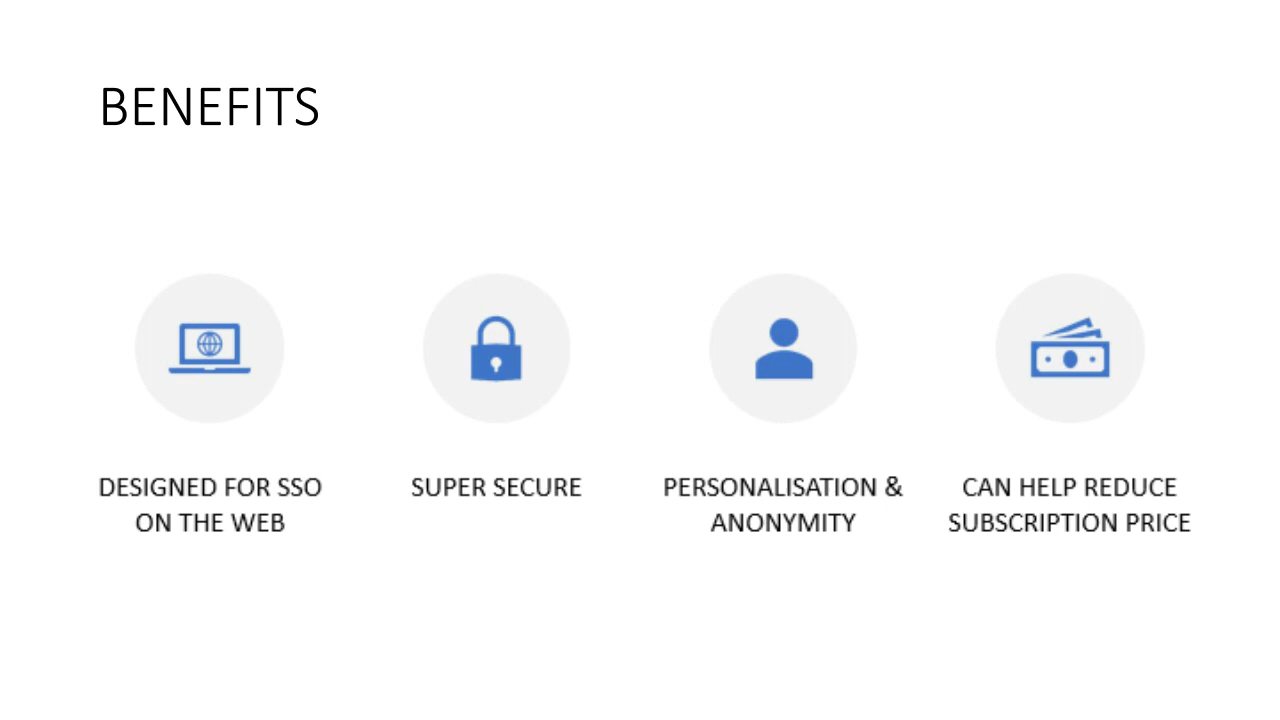 BENEFITS
DESIGNED FOR SSO
ON THE WEB
SUPER SECURE
PERSONALISATION &
ANONYMITY
CAN HELP REDUCE
SUBSCRIPTION PRICE